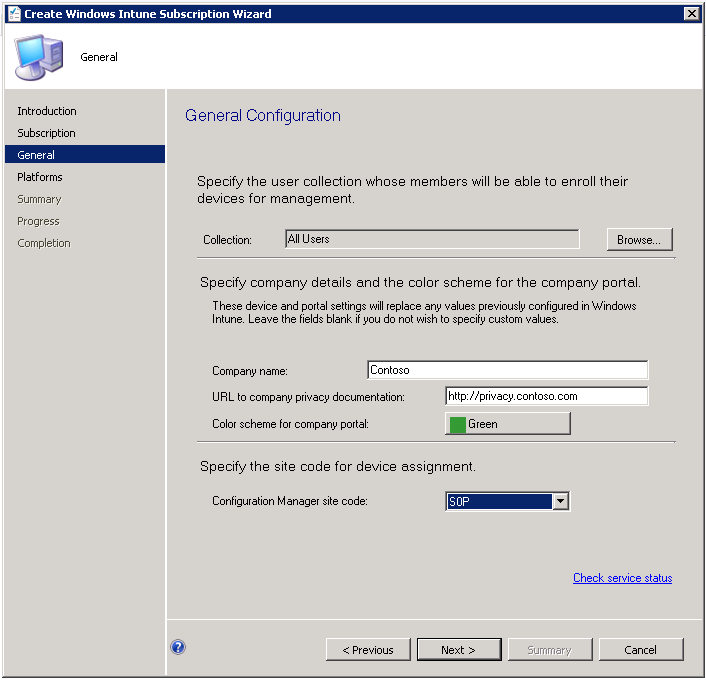 Create Windows Intune Subscription Wizard
General
Introduction
Subscription
General
Platforms
Summary
Progress
Completion
General Configuration
Specify the user collection whose members will be able to enroll their
devices for management.
Collection: All Users Browse...
Specify company details and the color scheme for the company portal.
These device and portal settings will replace any values previously configured in Windows
Intune. Leave the fields blank if you do not wish to specify custom values.
Company name: Contoso
URL to company privacy documentation: http://privacy.contoso.com
Color scheme for company portal: Green
Specify the site code for device assignment.
Configuration Manager site code: S0P
Check service status
? < Previous Next > Summary Cancel